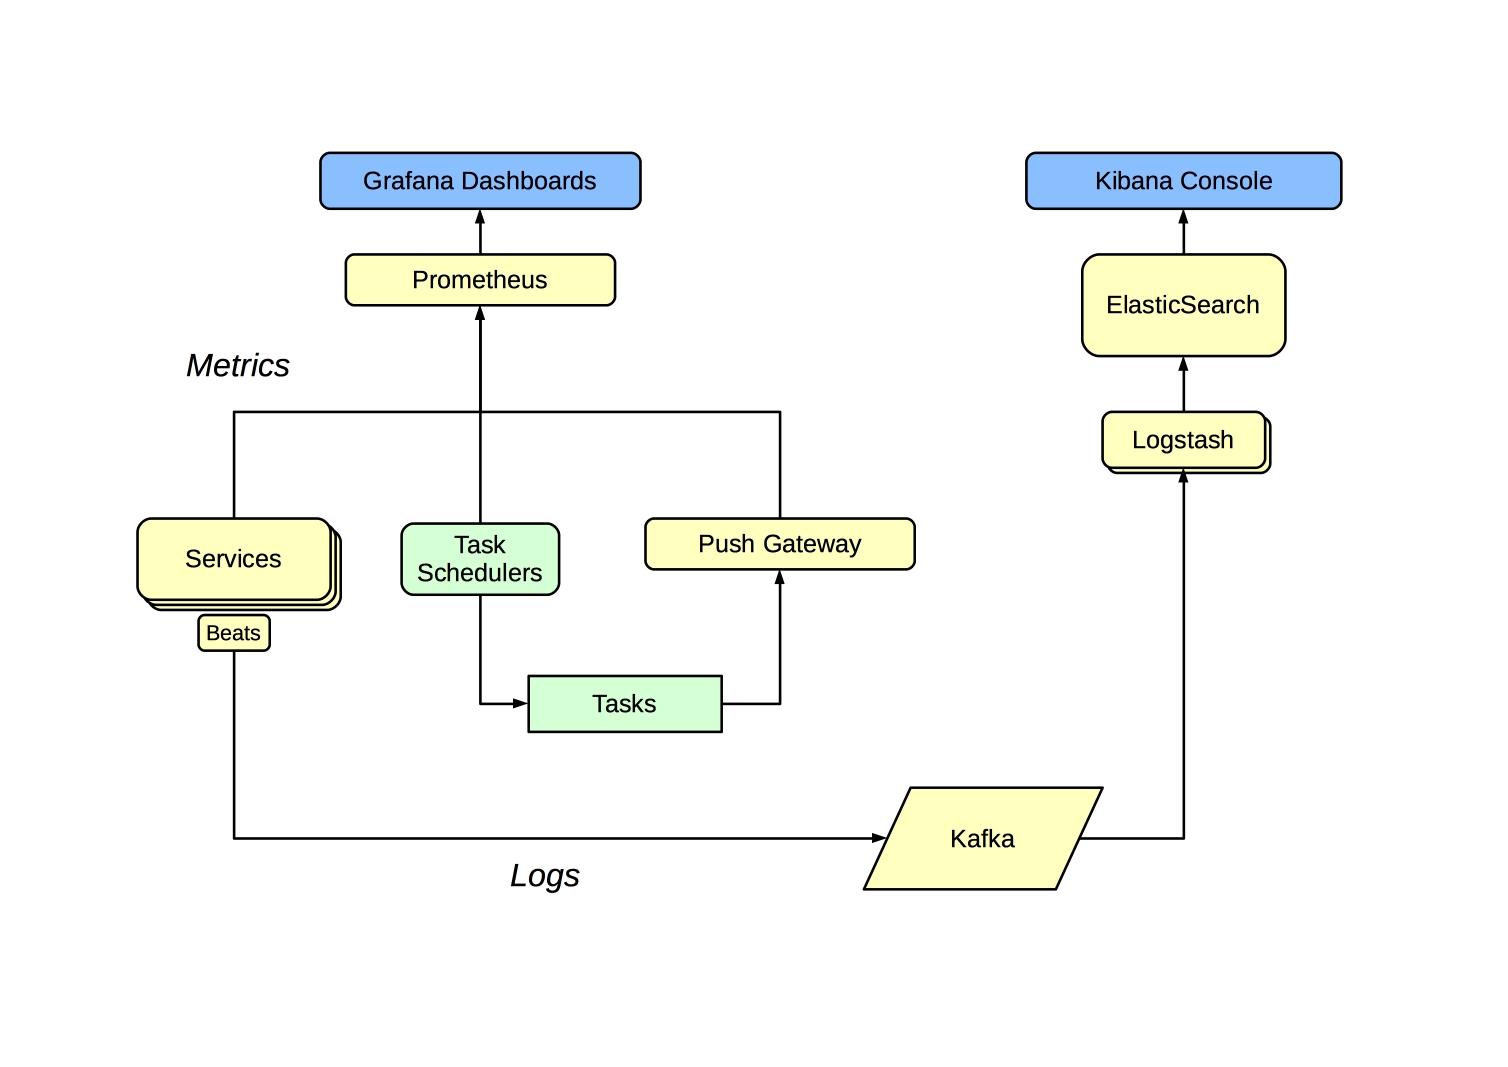 Grafana Dashboards
Kibana Console
Prometheus
ElasticSearch
Metrics
Logstash
Services
Task
Schedulers
Push Gateway
Beats
Tasks
Kafka
Logs